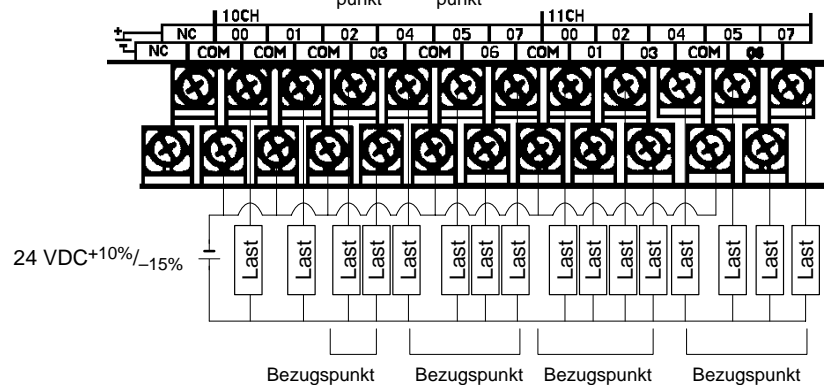 punkt punkt
10CH 11CH
+ NC 00 01 02 04 05 07 00 02 04 05 07
- NC COM COM COM 03 COM 06 COM 01 03 COM 06
24 VDC+10%/–15%
Last Last Last Last Last Last Last Last Last Last Last Last Last Last Last Last
Bezugspunkt Bezugspunkt Bezugspunkt Bezugspunkt